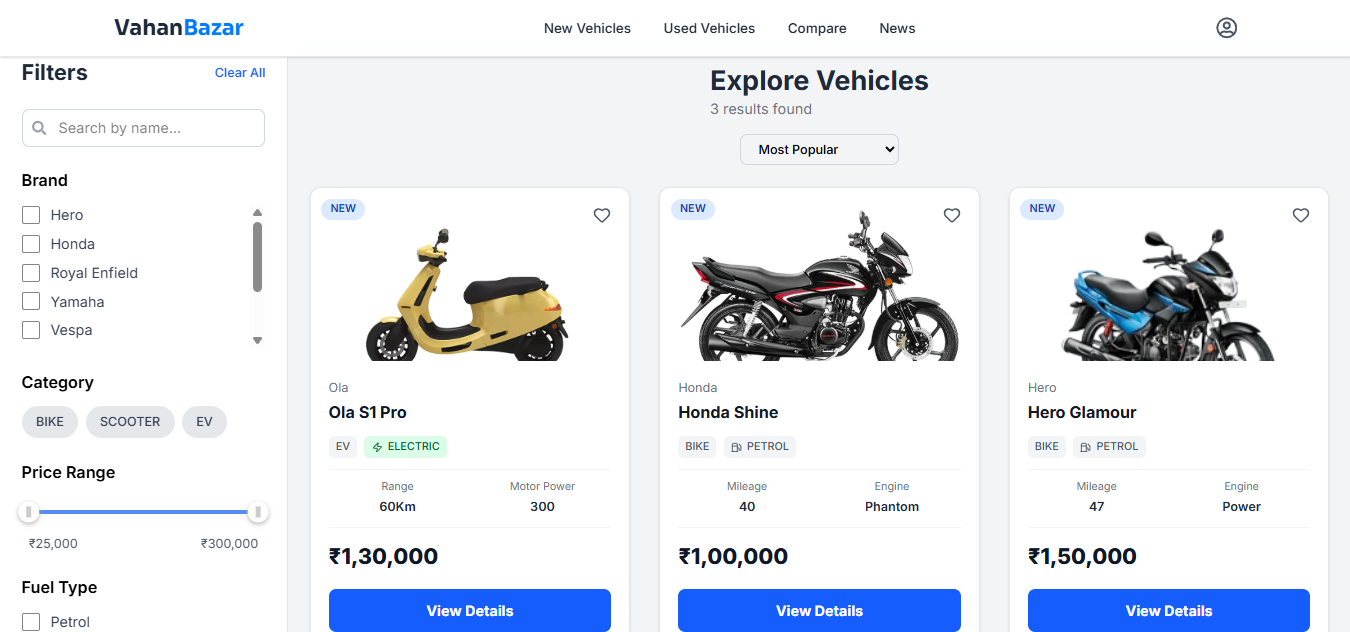 VahanBazar
New Vehicles
Used Vehicles
Compare
News
Filters
Clear All
Search by name...
Brand
Hero
Honda
Royal Enfield
Yamaha
Vespa
Category
BIKE
SCOOTER
EV
Price Range
₹25,000
₹300,000
Fuel Type
Petrol
Explore Vehicles
3 results found
Most Popular
NEW
Ola
Ola S1 Pro
EV
ELECTRIC
Range
Motor Power
60Km
300
₹1,30,000
View Details
NEW
Honda
Honda Shine
BIKE
PETROL
Mileage
Engine
40
Phantom
₹1,00,000
View Details
NEW
Hero
Hero Glamour
BIKE
PETROL
Mileage
Engine
47
Power
₹1,50,000
View Details